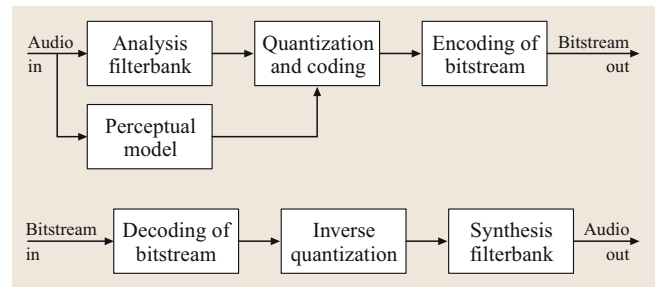 Audio
in
Analysis
filterbank
Quantization
and coding
Encoding of
bitstream
Bitstream
out
Perceptual
model
Bitstream
in
Decoding of
bitstream
Inverse
quantization
Synthesis
filterbank
Audio
out